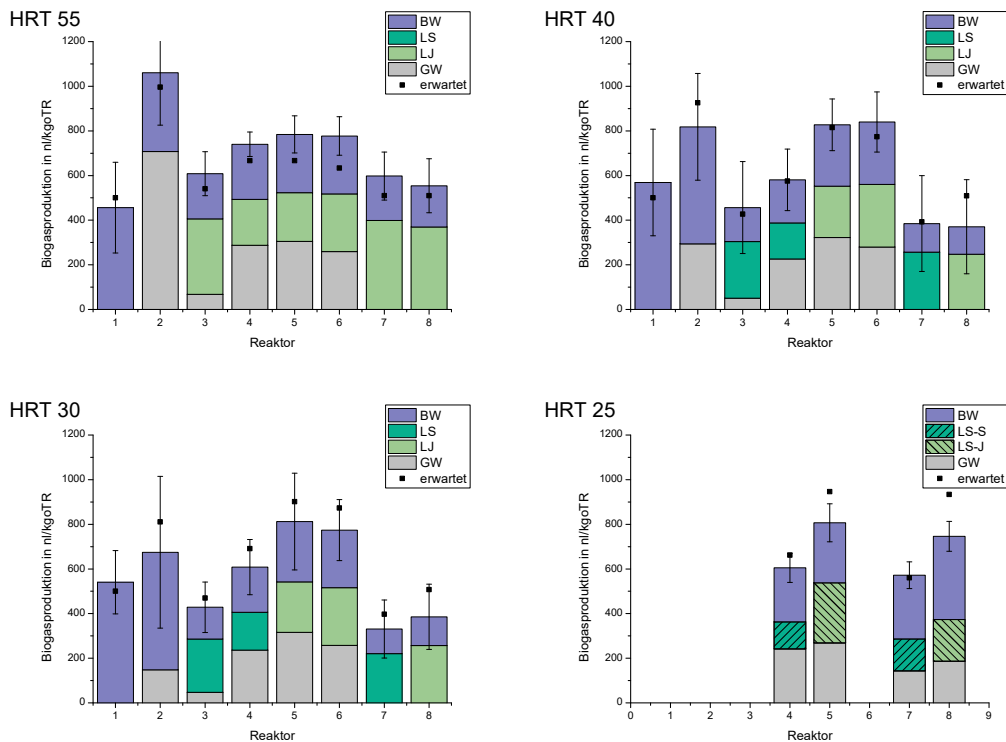 HRT 55
BW
LS
LJ
GW
erwartet
1200
1000
800
600
400
200
0
Biogasproduktion in nl/kgoTR
1 2 3 4 5 6 7 8
Reaktor
HRT 40
BW
LS
LJ
GW
erwartet
1200
1000
800
600
400
200
0
Biogasproduktion in nl/kgoTR
1 2 3 4 5 6 7 8
Reaktor
HRT 30
BW
LS
LJ
GW
erwartet
1200
1000
800
600
400
200
0
Biogasproduktion in nl/kgoTR
1 2 3 4 5 6 7 8
Reaktor
HRT 25
BW
LS-S
LS-J
GW
erwartet
1200
1000
800
600
400
200
0
Biogasproduktion in nl/kgoTR
0 1 2 3 4 5 6 7 8 9
Reaktor